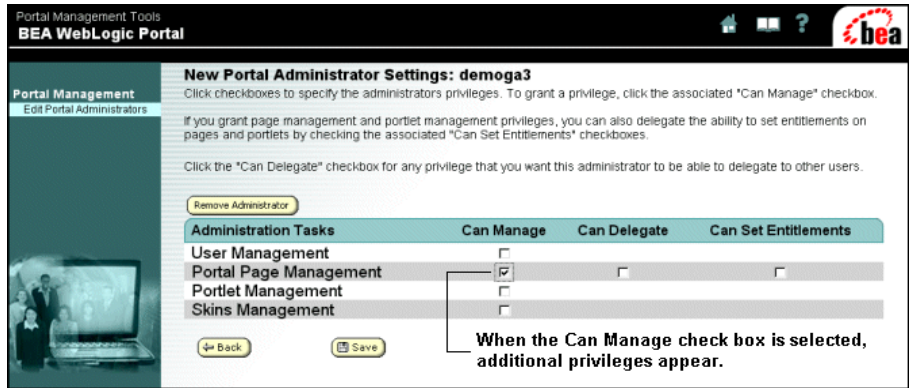 Portal Management Tools
BEA WebLogic Portal
bea
Portal Management
Edit Portal Administrators
New Portal Administrator Settings: demoga3
Click checkboxes to specify the administrators privileges. To grant a privilege, click the associated "Can Manage" checkbox.
If you grant page management and portlet management privileges, you can also delegate the ability to set entitlements on
pages and portlets by checking the associated "Can Set Entitlements" checkboxes.
Click the "Can Delegate" checkbox for any privilege that you want this administrator to be able to delegate to other users.
Remove Administrator
Administration Tasks Can Manage Can Delegate Can Set Entitlements
User Management
Portal Page Management
Portlet Management
Skins Management
Back Save
When the Can Manage check box is selected,
additional privileges appear.